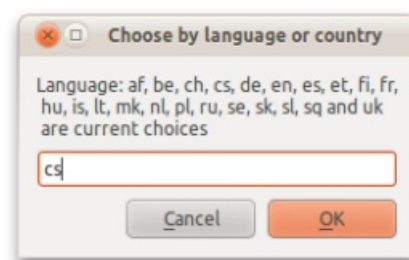 Choose by language or country
Language: af, be, ch, cs, de, en, es, et, fi, fr,
hu, is, lt, mk, nl, pl, ru, se, sk, sl, sq and uk
are current choices
cs
Cancel OK